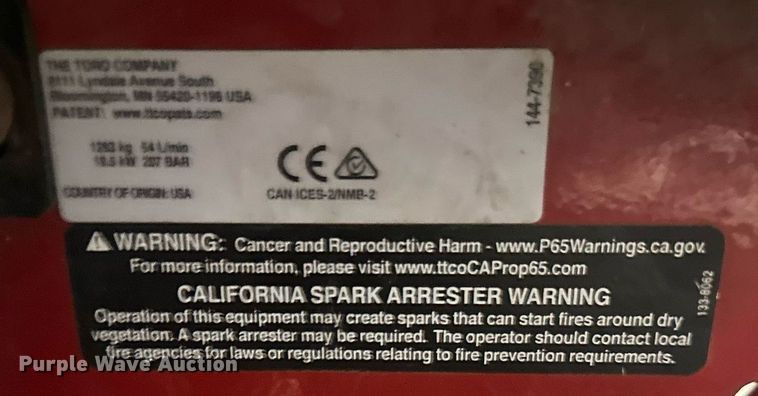 THE TORO COMPANY
8111 Lyndale Avenue South
Bloomington, MN 55420-1196 USA
PATENT: www.ttcopats.com
144-7390
1283 kg 54 L/min
18.5 kW 207 BAR
CE
COUNTRY OF ORIGIN: USA
CAN ICES-2/NMB-2
WARNING: Cancer and Reproductive Harm - www.P65Warnings.ca.gov.
For more information, please visit www.ttcoCAProp65.com
CALIFORNIA SPARK ARRESTER WARNING
Operation of this equipment may create sparks that can start fires around dry
vegetation. A spark arrester may be required. The operator should contact local
fire agencies for laws or regulations relating to fire prevention requirements.
133-8062
Purple Wave Auction